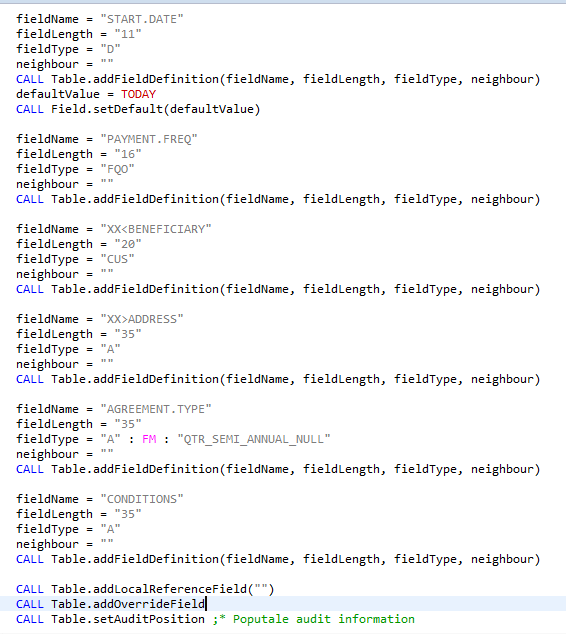 fieldName = "START.DATE"
fieldLength = "11"
fieldType = "D"
neighbour = ""
CALL Table.addFieldDefinition(fieldName, fieldLength, fieldType, neighbour)
defaultValue = TODAY
CALL Field.setDefault(defaultValue)
fieldName = "PAYMENT.FREQ"
fieldLength = "16"
fieldType = "FQO"
neighbour = ""
CALL Table.addFieldDefinition(fieldName, fieldLength, fieldType, neighbour)
fieldName = "XX<BENEFICIARY"
fieldLength = "20"
fieldType = "CUS"
neighbour = ""
CALL Table.addFieldDefinition(fieldName, fieldLength, fieldType, neighbour)
fieldName = "XX>ADDRESS"
fieldLength = "35"
fieldType = "A"
neighbour = ""
CALL Table.addFieldDefinition(fieldName, fieldLength, fieldType, neighbour)
fieldName = "AGREEMENT.TYPE"
fieldLength = "35"
fieldType = "A" : FM : "QTR_SEMI_ANNUAL_NULL"
neighbour = ""
CALL Table.addFieldDefinition(fieldName, fieldLength, fieldType, neighbour)
fieldName = "CONDITIONS"
fieldLength = "35"
fieldType = "A"
neighbour = ""
CALL Table.addFieldDefinition(fieldName, fieldLength, fieldType, neighbour)
CALL Table.addLocalReferenceField("")
CALL Table.addOverrideField
CALL Table.setAuditPosition ;* Poputale audit information